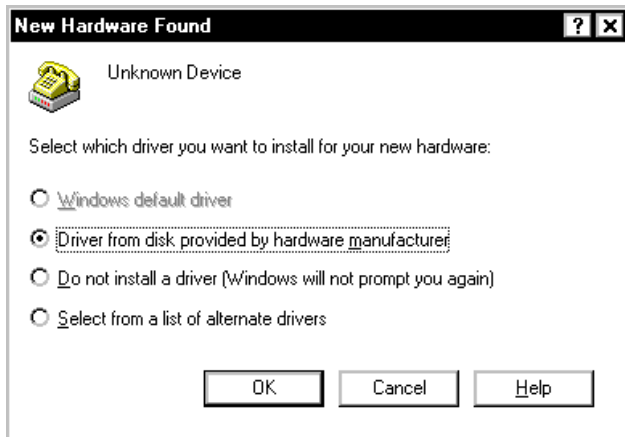 New Hardware Found
Unknown Device
Select which driver you want to install for your new hardware:
Windows default driver
Driver from disk provided by hardware manufacturer
Do not install a driver (Windows will not prompt you again)
Select from a list of alternate drivers
OK Cancel Help